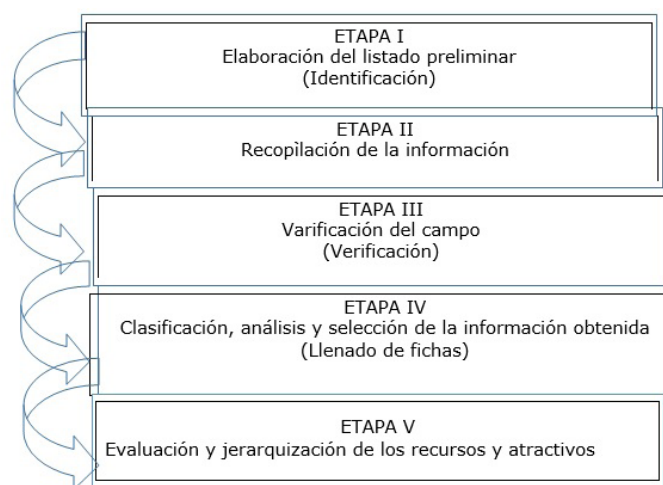 ETAPA I
Elaboración del listado preliminar
(Identificación)
ETAPA II
Recopìlación de la información
ETAPA III
Varificación del campo
(Verificación)
ETAPA IV
Clasificación, análisis y selección de la información obtenida
(Llenado de fichas)
ETAPA V
Evaluación y jerarquización de los recursos y atractivos